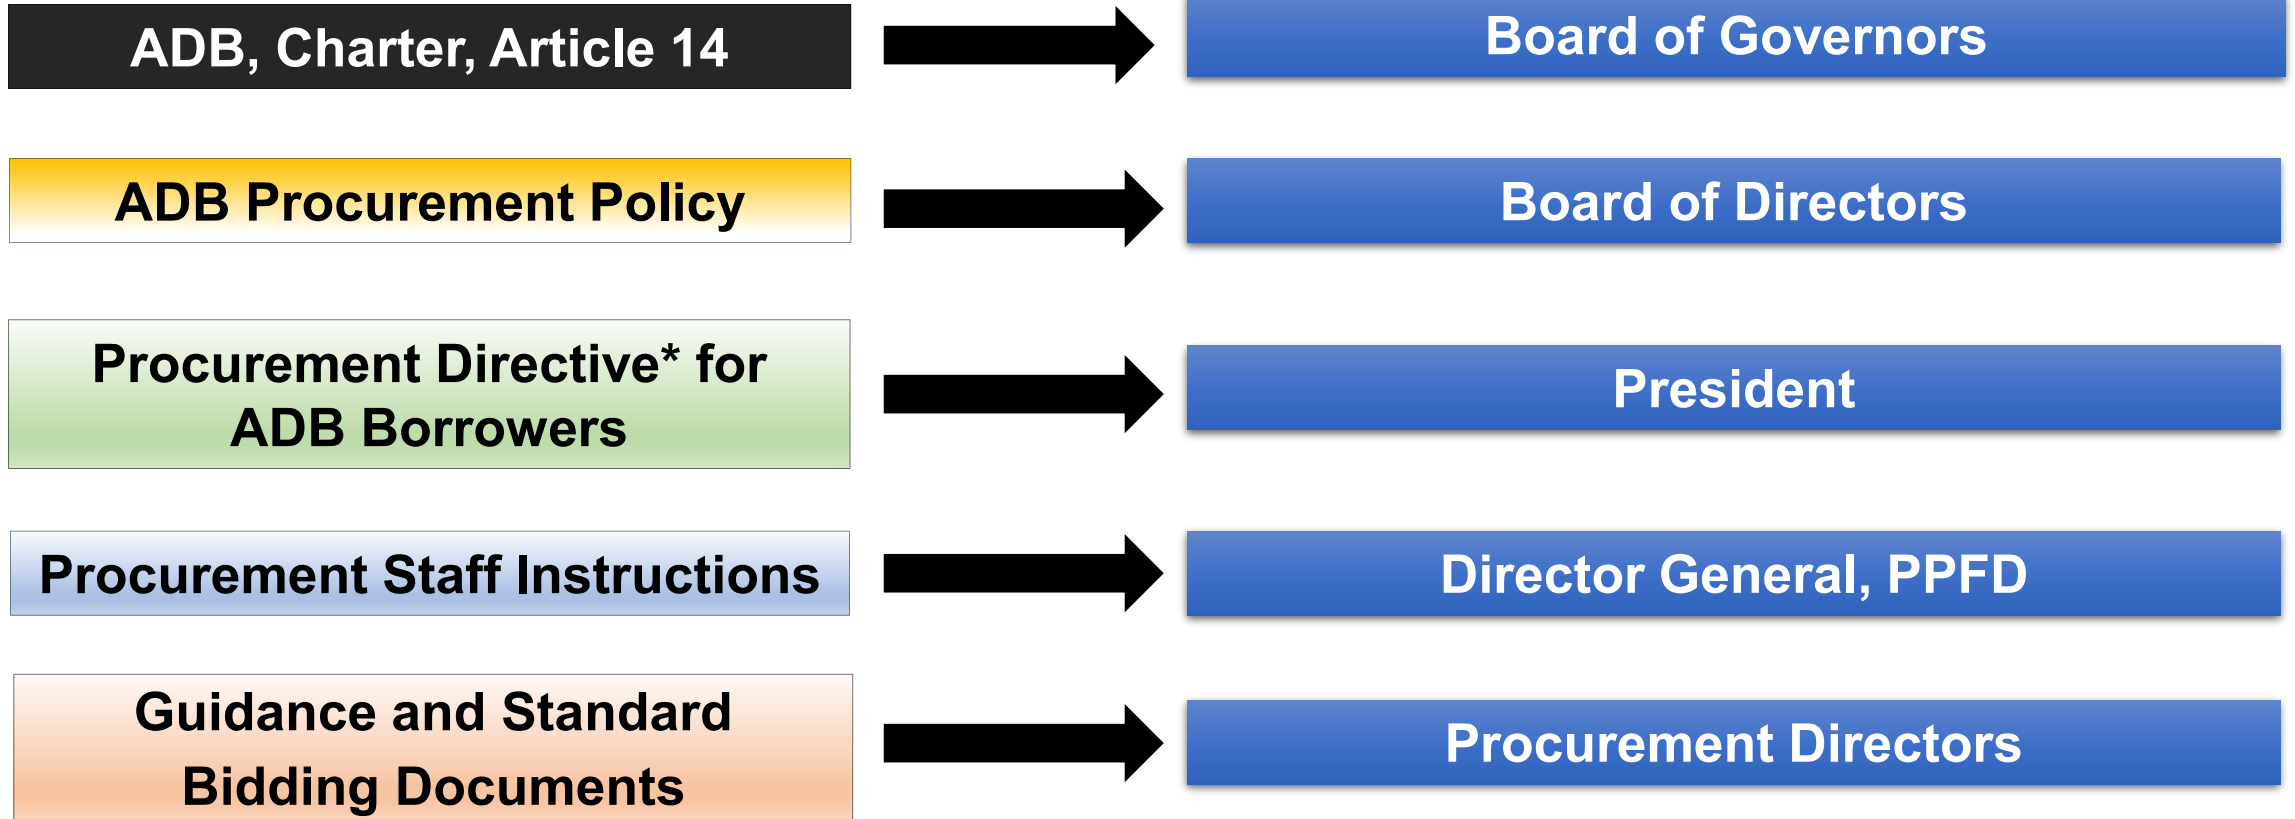 ADB, Charter, Article 14
Board of Governors
ADB Procurement Policy
Board of Directors
Procurement Directive* for
ADB Borrowers
President
Procurement Staff Instructions
Director General, PPFD
Guidance and Standard
Bidding Documents
Procurement Directors